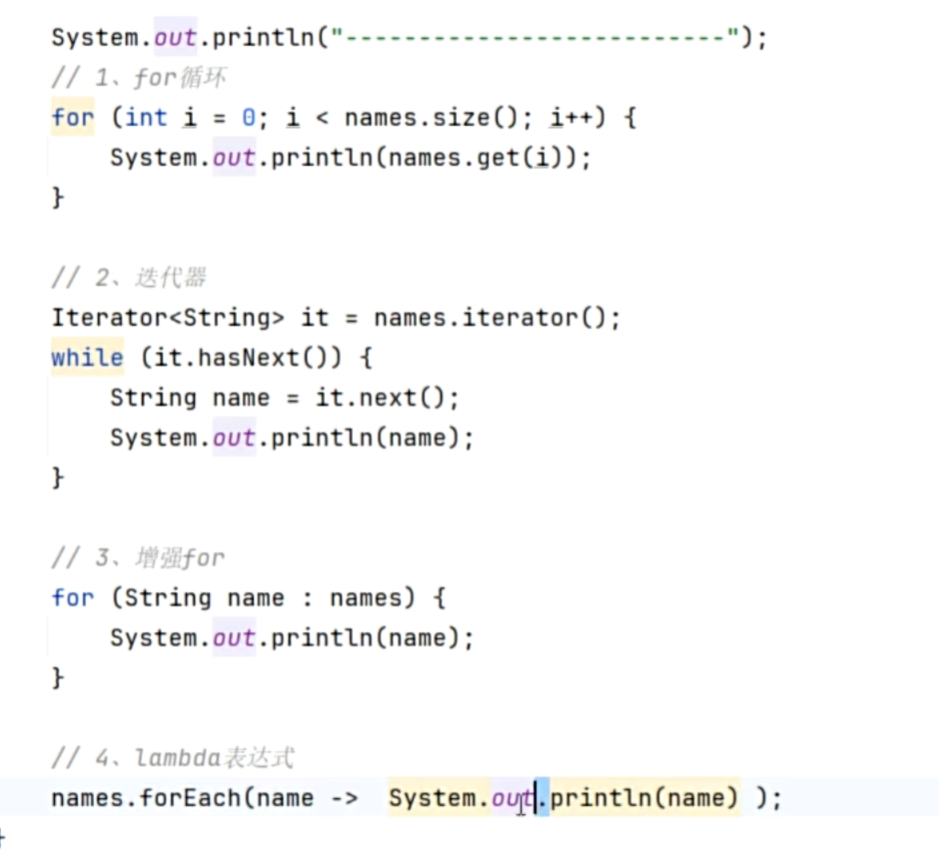 System.out.println("--------------------------");
// 1、for循环
for (int i = 0; i < names.size(); i++) {
    System.out.println(names.get(i));
}

// 2、迭代器
Iterator<String> it = names.iterator();
while (it.hasNext()) {
    String name = it.next();
    System.out.println(name);
}

// 3、增强for
for (String name : names) {
    System.out.println(name);
}

// 4、lambda表达式
names.forEach(name ->  System.out.println(name) );